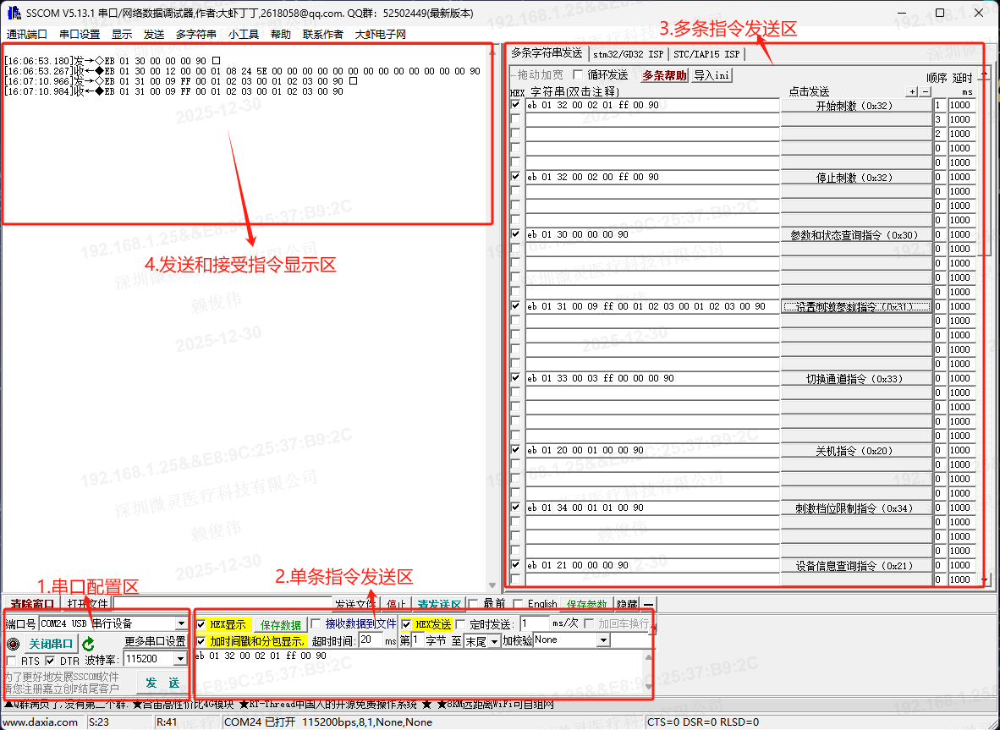 SSCOM V5.13.1 串口/网络数据调试器,作者:大虾丁丁,2618058@qq.com. QQ群：52502449(最新版本)
通讯端口 串口设置 显示 发送 多字符串 小工具 帮助 联系作者 大虾电子网
3.多条指令发送区
多条字符串发送 stm32/GD32 ISP STC/IAP15 ISP
[16:06:53.180]发→◇EB 01 30 00 00 00 90 □
[16:06:53.267]收←◆EB 01 30 00 12 00 00 01 08 24 5E 00 00 00 00 00 00 00 00 00 00 00 00 90
[16:07:10.966]发→◇EB 01 31 00 09 FF 00 01 02 03 00 01 02 03 00 90 □
[16:07:10.984]收←◆EB 01 31 00 09 FF 00 01 02 03 00 01 02 03 00 90
4.发送和接受指令显示区
拖动加宽 循环发送 多条帮助 导入ini 顺序 延时
HEX 字符串(双击注释) 点击发送 + - ms
eb 01 32 00 02 01 ff 00 90 开始刺激（0x32） 1 1000
3 1000
2 1000
0 1000
0 1000
eb 01 32 00 02 00 ff 00 90 停止刺激（0x32） 0 1000
0 1000
0 1000
0 1000
eb 01 30 00 00 00 90 参数和状态查询指令（0x30） 0 1000
0 1000
0 1000
0 1000
0 1000
eb 01 31 00 09 ff 00 01 02 03 00 01 02 03 00 90 设置刺激参数指令（0x31） 0 1000
0 1000
0 1000
0 1000
0 1000
eb 01 33 00 03 ff 00 00 00 90 切换通道指令（0x33） 0 1000
0 1000
0 1000
0 1000
0 1000
eb 01 20 00 01 00 00 90 关机指令（0x20） 0 1000
0 1000
0 1000
0 1000
eb 01 34 00 01 01 00 90 刺激档位限制指令（0x34） 0 1000
0 1000
0 1000
0 1000
eb 01 21 00 00 00 90 设备信息查询指令（0x21） 0 1000
0 1000
192.168.1.25&&E8:9C:25:37:B9:2C
深圳微灵医疗科技有限公司
赖俊伟
2025-12-30
1.串口配置区
2.单条指令发送区
清除窗口 打开文件 发送文件 停止 清发送区 最前 English 保存参数 隐藏
端口号 COM24 USB 串行设备 HEX显示 保存数据 接收数据到文件 HEX发送 定时发送: 1 ms/次 加回车换行
关闭串口 更多串口设置 加时间戳和分包显示, 超时时间: 20 ms 第 1 字节 至 末尾 加校验 None
RTS DTR 波特率: 115200 eb 01 32 00 02 01 ff 00 90
为了更好地发展SSCOM软件
请您注册嘉立创F结尾客户
发 送
▲Q群满员了,没有第二个群. ★合宙高性价比4G模块 ★RT-Thread中国人的开源免费操作系统 ★ ★8KM远距离WiFi可自组网
www.daxia.com S:23 R:41 COM24 已打开 115200bps,8,1,None,None CTS=0 DSR=0 RLSD=0